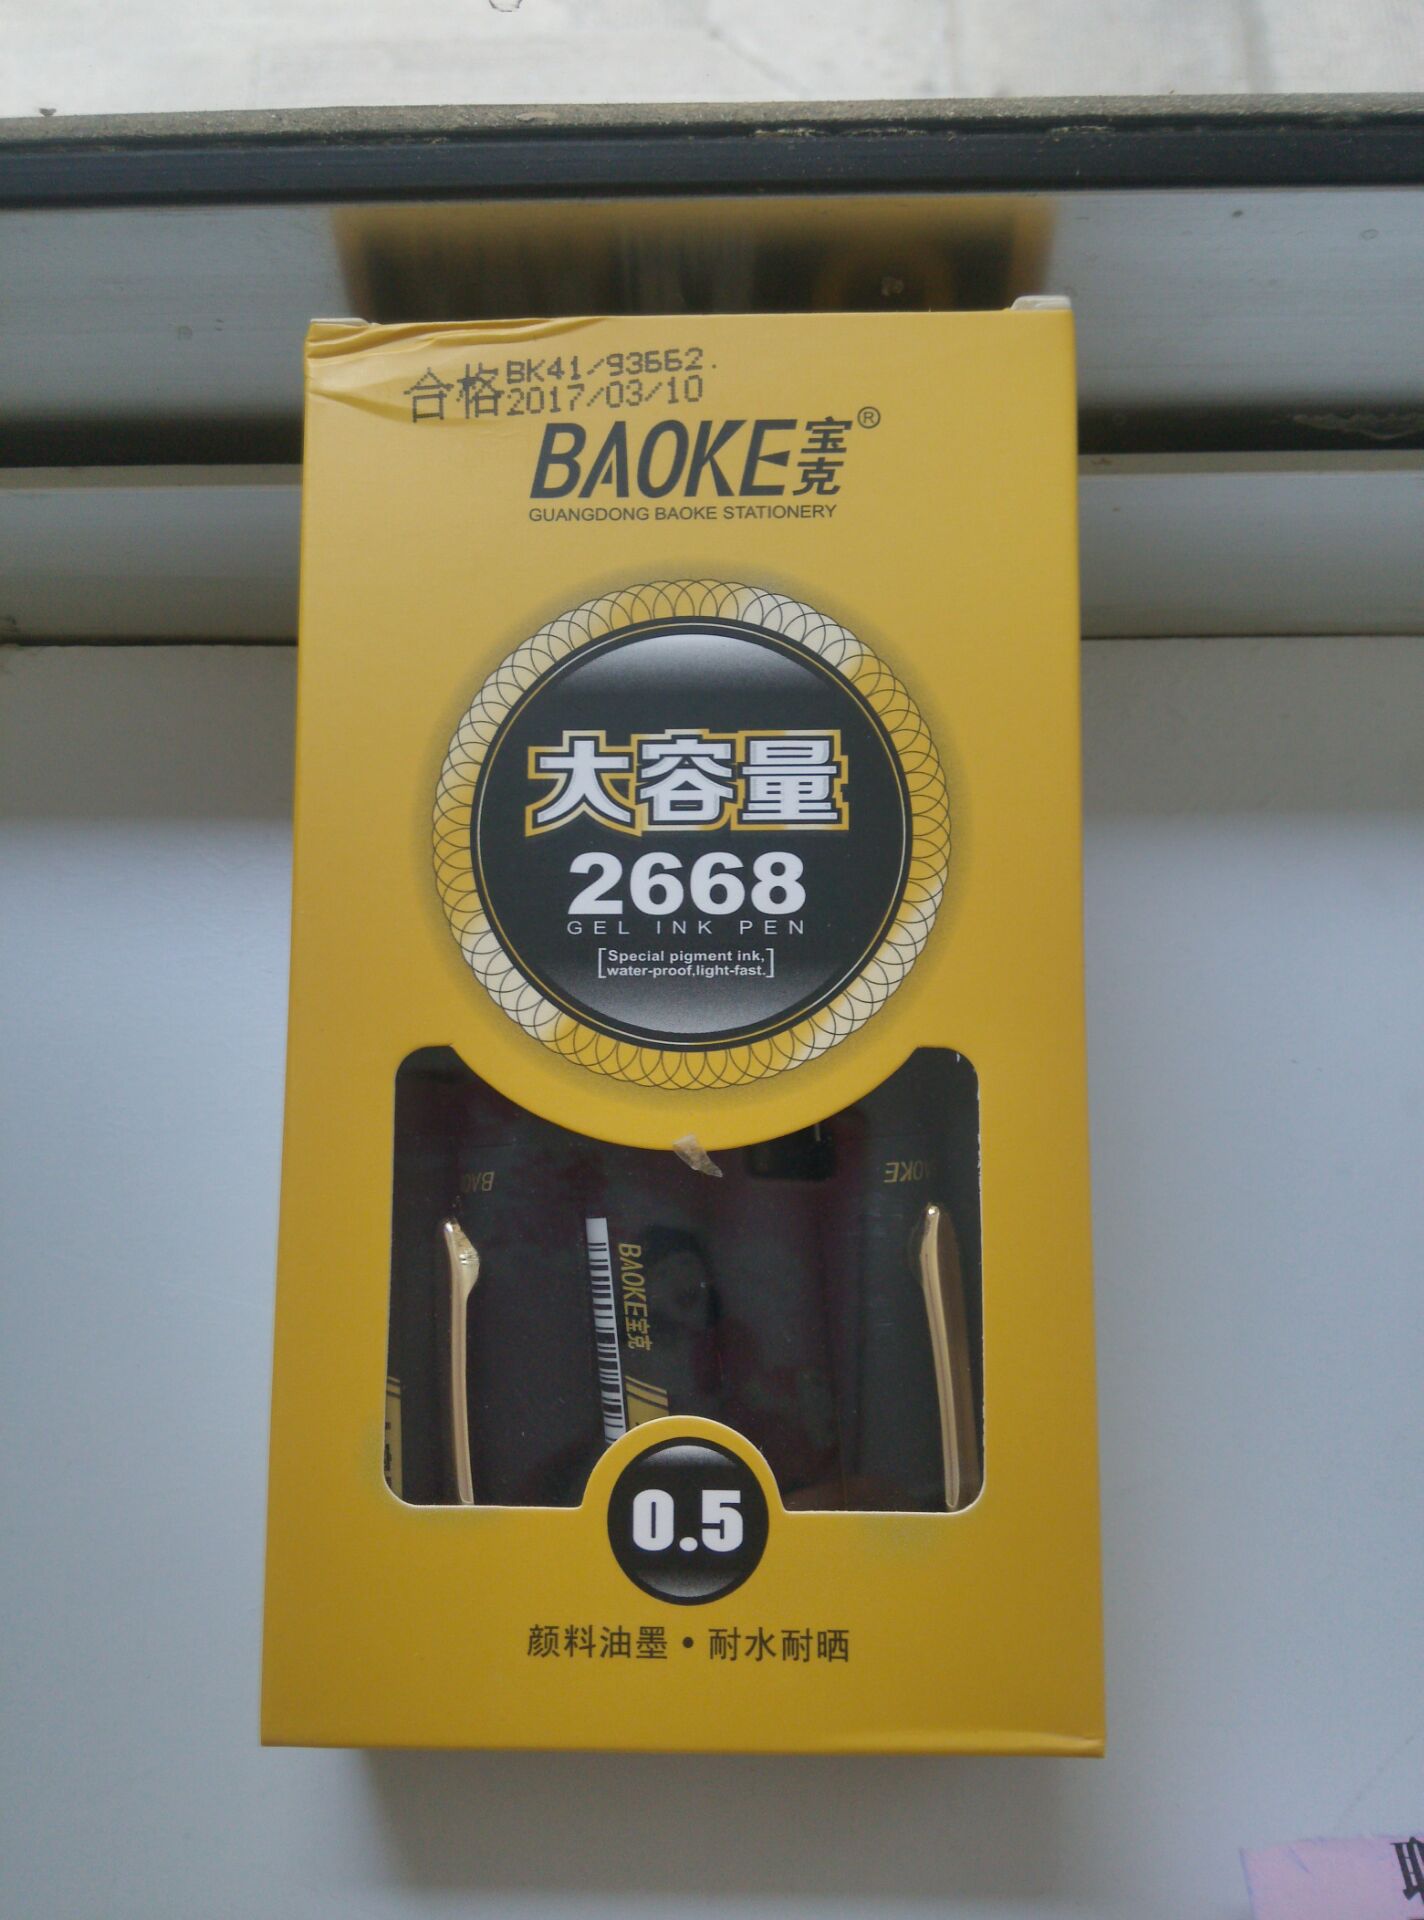 合格 BK41/93662.
2017/03/10
BAOKE宝克®
GUANGDONG BAOKE STATIONERY
大容量
2668
GEL INK PEN
[Special pigment ink,
water-proof,light-fast.]
BAOKE
BAOKE宝克
0.5
颜料油墨·耐水耐晒